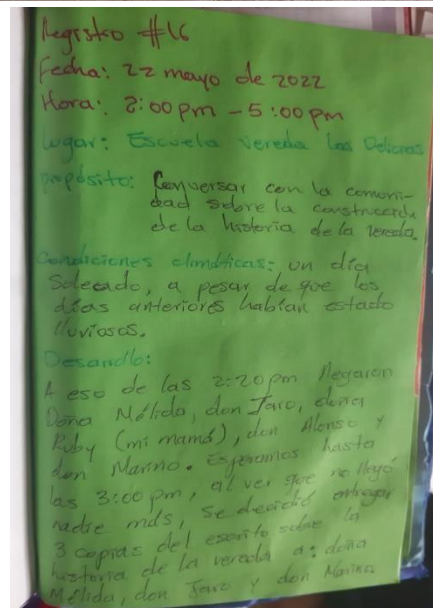 Registro #16
Fecha: 22 mayo de 2022
Hora: 2:00 pm - 5:00 pm
Lugar: Escuela vereda Las Delicias
propósito: Conversar con la comuni-
dad sobre la construcción
de la historia de la vereda.
Condiciones climáticas: un día
soleado, a pesar de que los
días anteriores habían estado
lluviosos.
Desarrollo:
A eso de las 2:20 pm llegaron
Doña Mélida, don Jaro, doña
Ruby (mi mamá), don Alonso y
don Marino. Esperamos hasta
las 3:00 pm, al ver que no llegó
nadie más, se decidió entregar
3 copias del escrito sobre la
historia de la vereda a: doña
Mélida, don Jaro y don Marino